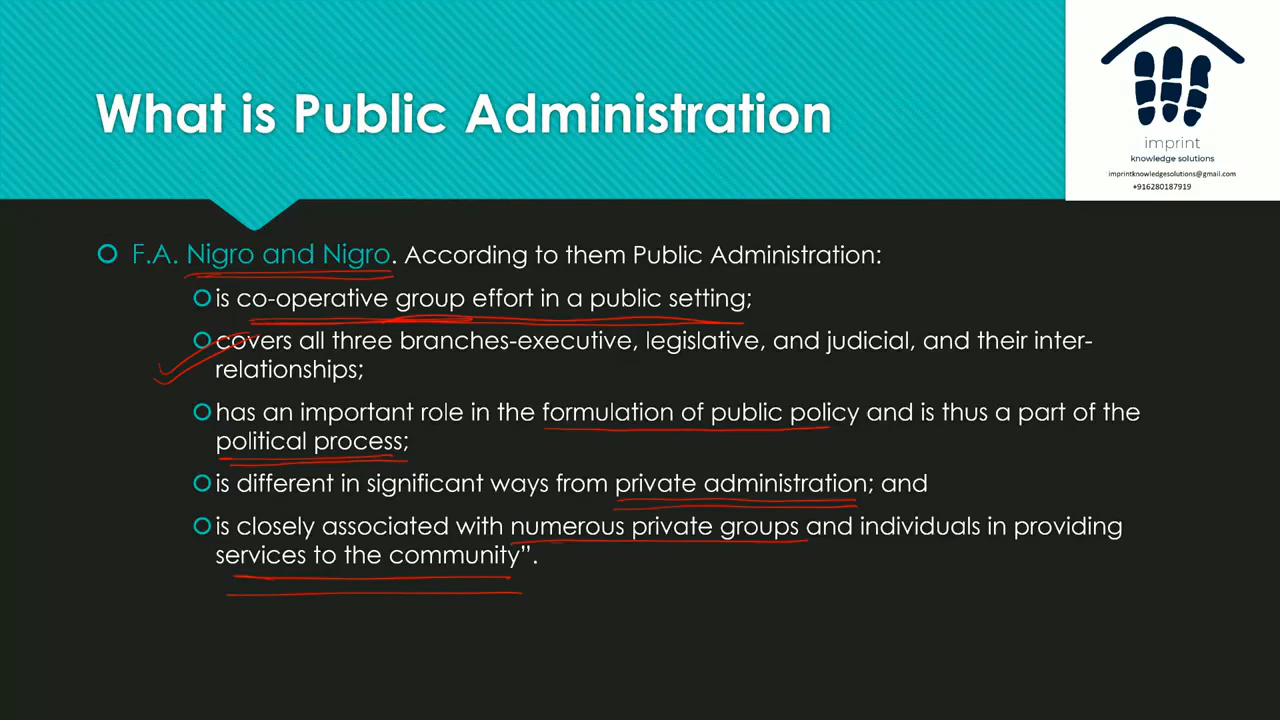 What is Public Administration
imprint
knowledge solutions
imprintknowledgesolutions@gmail.com
+916280187919
F.A. Nigro and Nigro. According to them Public Administration:
is co-operative group effort in a public setting;
covers all three branches-executive, legislative, and judicial, and their inter-
relationships;
has an important role in the formulation of public policy and is thus a part of the
political process;
is different in significant ways from private administration; and
is closely associated with numerous private groups and individuals in providing
services to the community”.